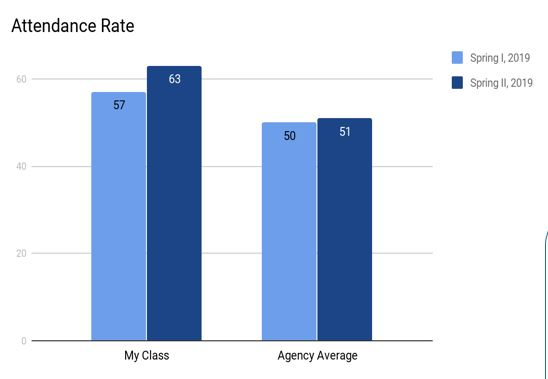 Attendance Rate
Spring I, 2019
Spring II, 2019
60
40
20
0
57
63
50
51
My Class
Agency Average